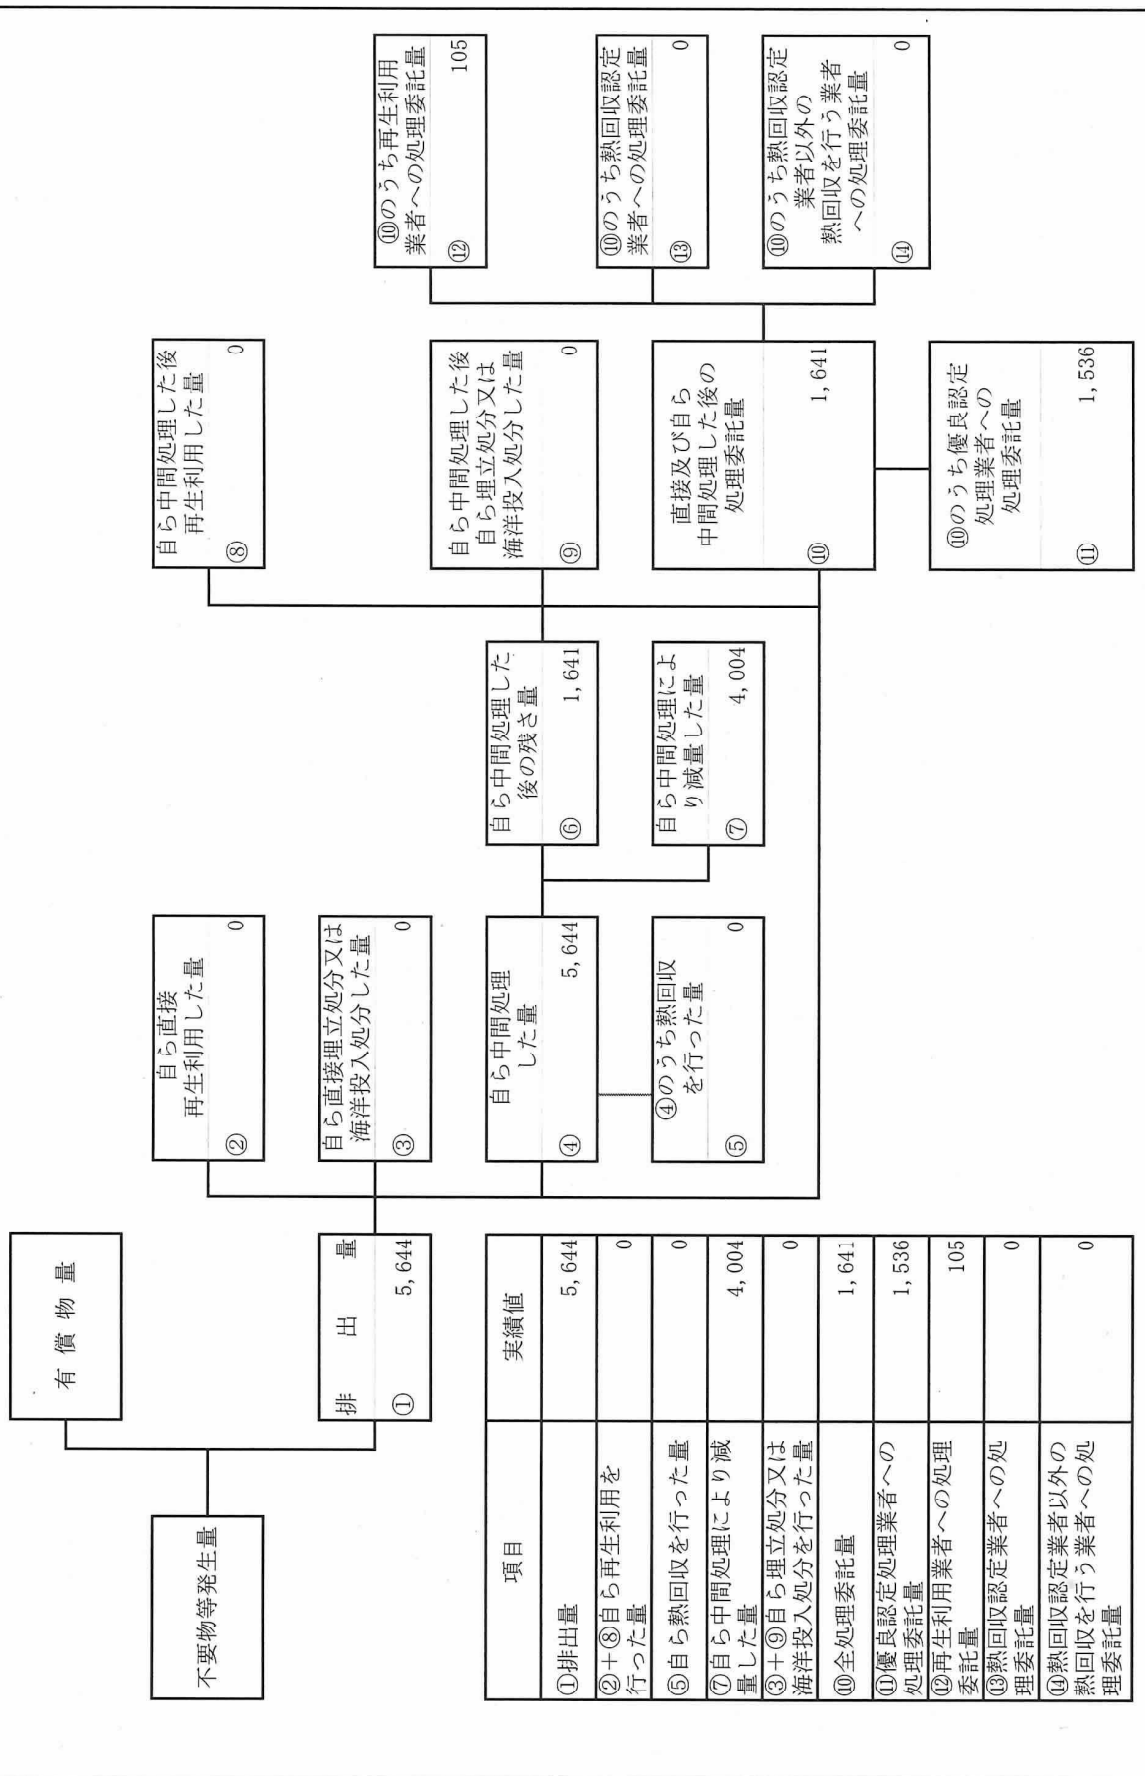 不要物等発生量
有 償 物 量
排 出 量
① 5,644
自ら直接
再生利用した量
② 0
自ら直接埋立処分又は
海洋投入処分した量
③ 0
自ら中間処理
した量
④ 5,644
④のうち熱回収
を行った量
⑤ 0
自ら中間処理した
後の残さ量
⑥ 1,641
自ら中間処理によ
り減量した量
⑦ 4,004
自ら中間処理した後
再生利用した量
⑧ 0
自ら中間処理した後
自ら埋立処分又は
海洋投入処分した量
⑨ 0
直接及び自ら
中間処理した後の
処理委託量
⑩ 1,641
⑩のうち優良認定
処理業者への
処理委託量
⑪ 1,536
⑩のうち再生利用
業者への処理委託量
⑫ 105
⑩のうち熱回収認定
業者への処理委託量
⑬ 0
⑩のうち熱回収認定
業者以外の
熱回収を行う業者
への処理委託量
⑭ 0
項目 実績値
①排出量 5,644
②+⑧自ら再生利用を
行った量 0
⑤自ら熱回収を行った量 0
⑦自ら中間処理により減
量した量 4,004
③+⑨自ら埋立処分又は
海洋投入処分を行った量 0
⑩全処理委託量 1,641
⑪優良認定処理業者への
処理委託量 1,536
⑫再生利用業者への処理
委託量 105
⑬熱回収認定業者への処
理委託量 0
⑭熱回収認定業者以外の
熱回収を行う業者への処
理委託量 0